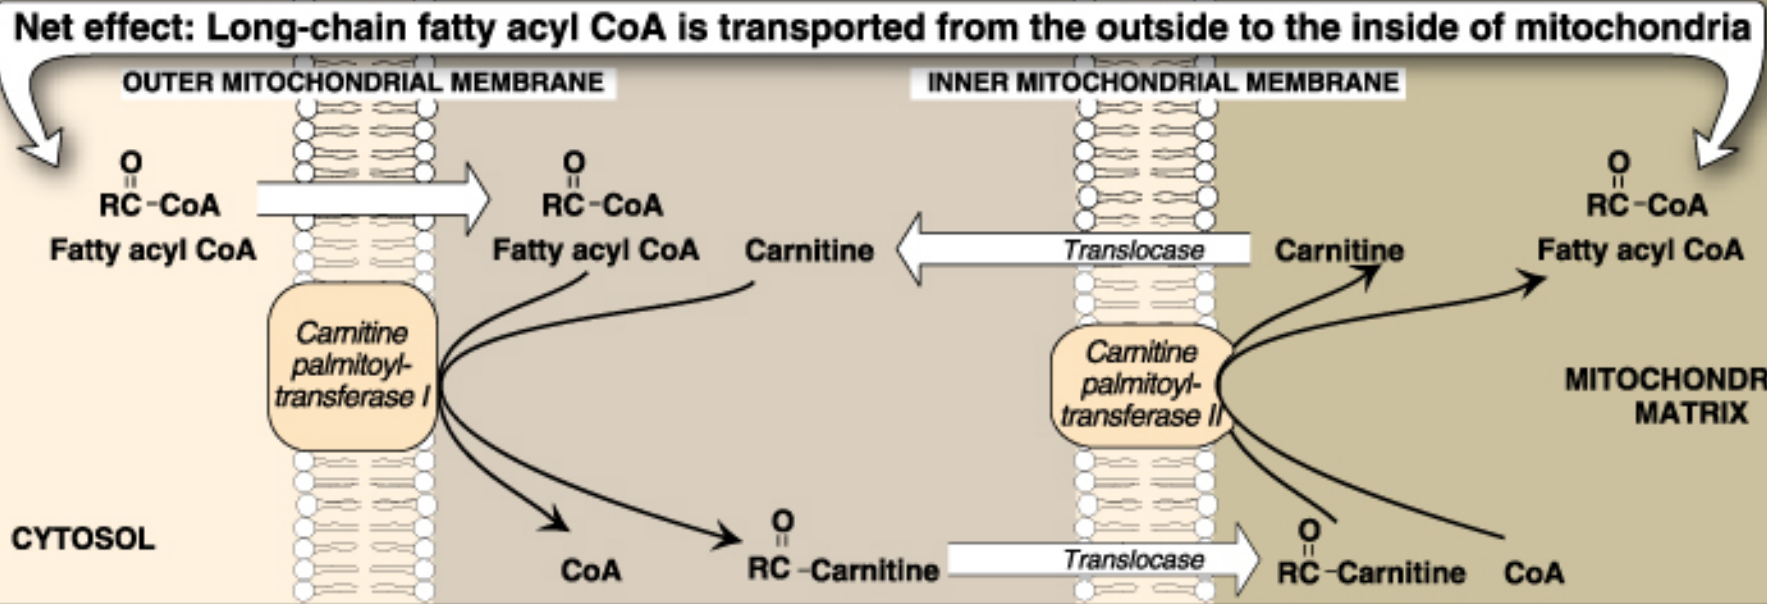 Net effect: Long-chain fatty acyl CoA is transported from the outside to the inside of mitochondria
OUTER MITOCHONDRIAL MEMBRANE
INNER MITOCHONDRIAL MEMBRANE
O
RC-CoA
Fatty acyl CoA
O
RC-CoA
Fatty acyl CoA
Carnitine
Translocase
Carnitine
O
RC-CoA
Fatty acyl CoA
Carnitine
palmitoyl-
transferase I
Carnitine
palmitoyl-
transferase II
MITOCHONDR
MATRIX
CYTOSOL
CoA
O
RC-Carnitine
Translocase
O
RC-Carnitine
CoA